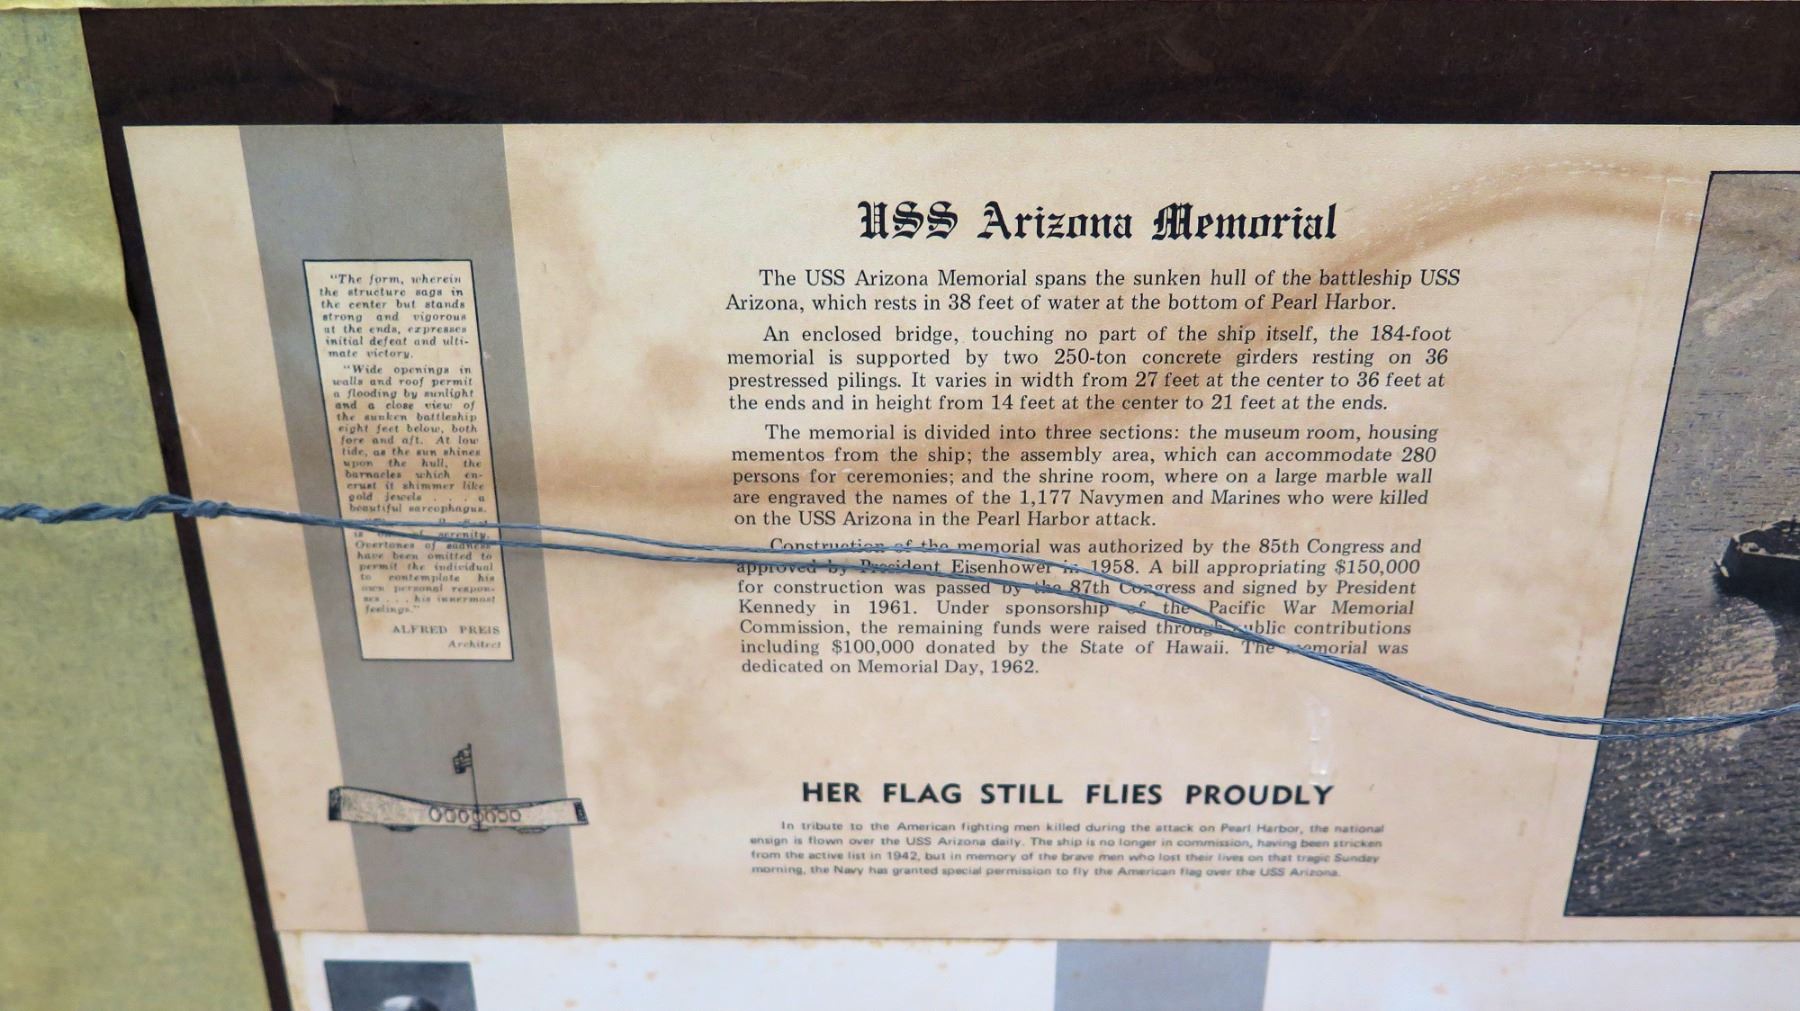 "The form, wherein
the structure sags in
the center but stands
strong and vigorous
at the ends, expresses
initial defeat and ulti-
mate victory.
"Wide openings in
walls and roof permit
a flooding by sunlight
and a close view of
the sunken battleship
eight feet below, both
fore and aft. At low
tide, as the sun shines
upon the hull, the
barnacles which en-
crust it shimmer like
gold jewels . . . a
beautiful sarcophagus.
is of serenity.
Overtones of sadness
have been omitted to
permit the individual
to contemplate his
own personal respon-
ses . . . his innermost
feelings."
ALFRED PREIS
Architect
USS Arizona Memorial
The USS Arizona Memorial spans the sunken hull of the battleship USS
Arizona, which rests in 38 feet of water at the bottom of Pearl Harbor.
An enclosed bridge, touching no part of the ship itself, the 184-foot
memorial is supported by two 250-ton concrete girders resting on 36
prestressed pilings. It varies in width from 27 feet at the center to 36 feet at
the ends and in height from 14 feet at the center to 21 feet at the ends.
The memorial is divided into three sections: the museum room, housing
mementos from the ship; the assembly area, which can accommodate 280
persons for ceremonies; and the shrine room, where on a large marble wall
are engraved the names of the 1,177 Navymen and Marines who were killed
on the USS Arizona in the Pearl Harbor attack.
Construction of the memorial was authorized by the 85th Congress and
approved by President Eisenhower in 1958. A bill appropriating $150,000
for construction was passed by the 87th Congress and signed by President
Kennedy in 1961. Under sponsorship of the Pacific War Memorial
Commission, the remaining funds were raised through public contributions
including $100,000 donated by the State of Hawaii. The memorial was
dedicated on Memorial Day, 1962.
HER FLAG STILL FLIES PROUDLY
In tribute to the American fighting men killed during the attack on Pearl Harbor, the national
ensign is flown over the USS Arizona daily. The ship is no longer in commission, having been stricken
from the active list in 1942, but in memory of the brave men who lost their lives on that tragic Sunday
morning, the Navy has granted special permission to fly the American flag over the USS Arizona.